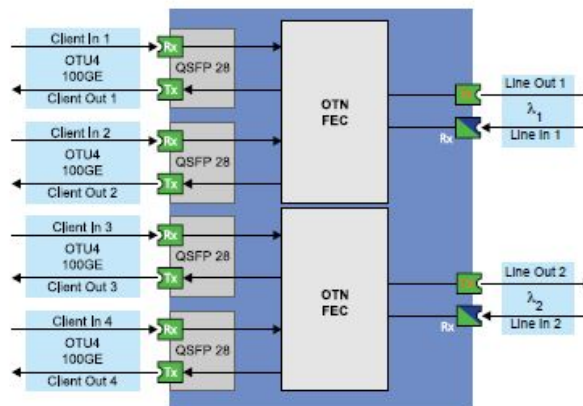 Client In 1
Rx
QSFP 28
OTU4
100GE
Tx
Client Out 1
Client In 2
Rx
QSFP 28
OTU4
100GE
Tx
Client Out 2
OTN
FEC
Line Out 1
λ1
Rx
Line In 1
Client In 3
Rx
QSFP 28
OTU4
100GE
Tx
Client Out 3
Client In 4
Rx
QSFP 28
OTU4
100GE
Tx
Client Out 4
OTN
FEC
Line Out 2
λ2
Rx
Line In 2